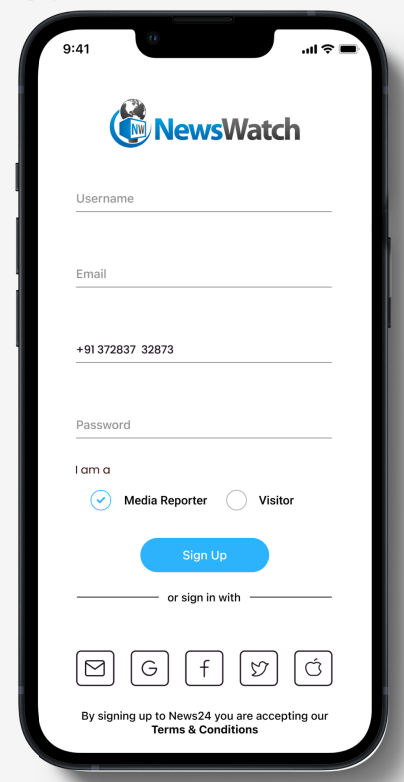 9:41
NW
NewsWatch
Username
Email
+91 372837 32873
Password
I am a
Media Reporter Visitor
Sign Up
or sign in with
By signing up to News24 you are accepting our
Terms & Conditions